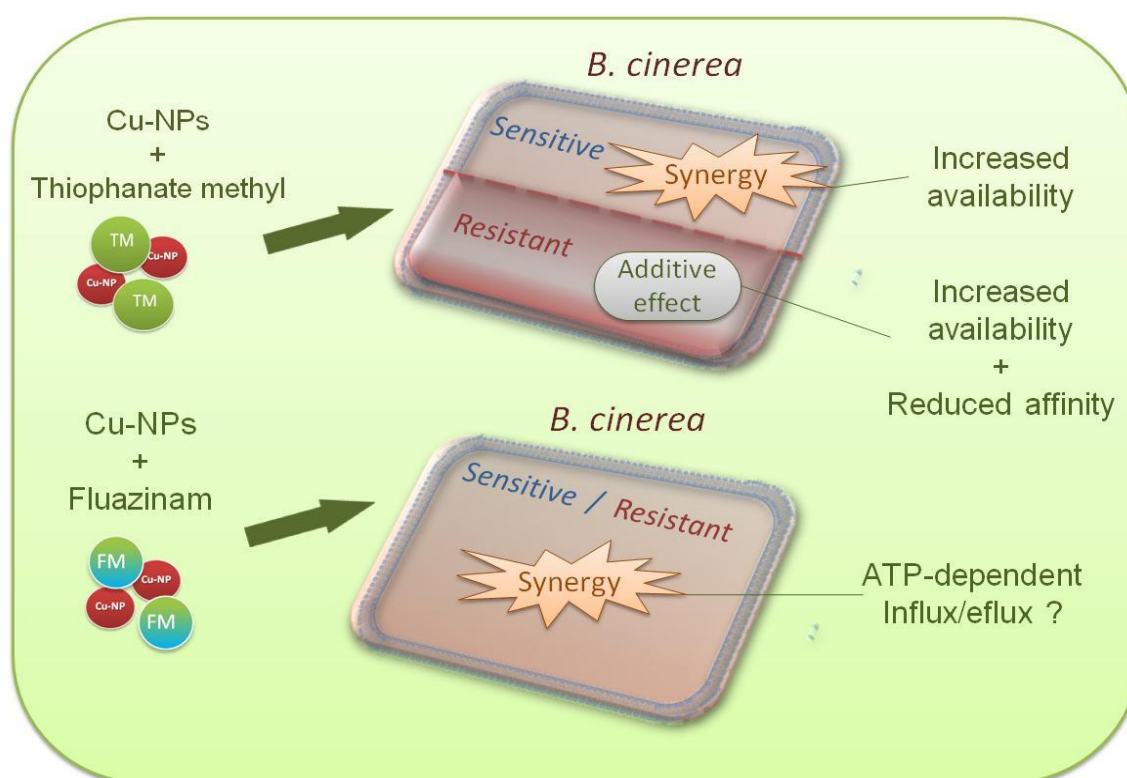 B. cinerea
Cu-NPs
+
Thiophanate methyl
TM
Cu-NP
Cu-NP
TM
Sensitive
Synergy
Resistant
Additive
effect
Increased
availability
Increased
availability
+
Reduced affinity
B. cinerea
Cu-NPs
+
Fluazinam
FM
Cu-NP
Cu-NP
FM
Sensitive / Resistant
Synergy
ATP-dependent
Influx/eflux ?